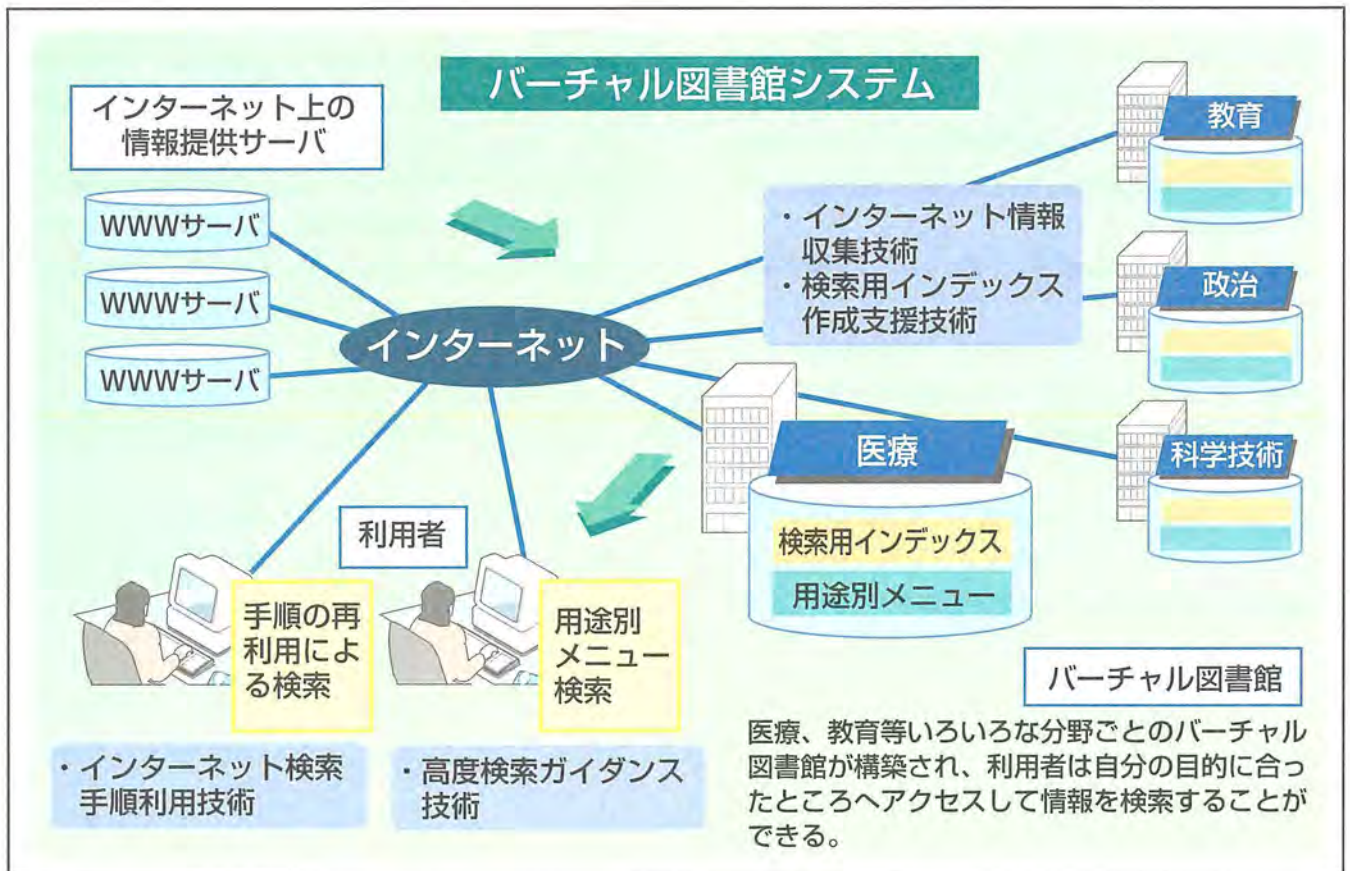 バーチャル図書館システム
インターネット上の
情報提供サーバ
WWWサーバ
WWWサーバ
WWWサーバ
インターネット
・インターネット情報
収集技術
・検索用インデックス
作成支援技術
教育
政治
科学技術
医療
検索用インデックス
用途別メニュー
利用者
手順の再
利用によ
る検索
用途別
メニュー
検索
・インターネット検索
手順利用技術
・高度検索ガイダンス
技術
バーチャル図書館
医療、教育等いろいろな分野ごとのバーチャル
図書館が構築され、利用者は自分の目的に合っ
たところへアクセスして情報を検索することが
できる。